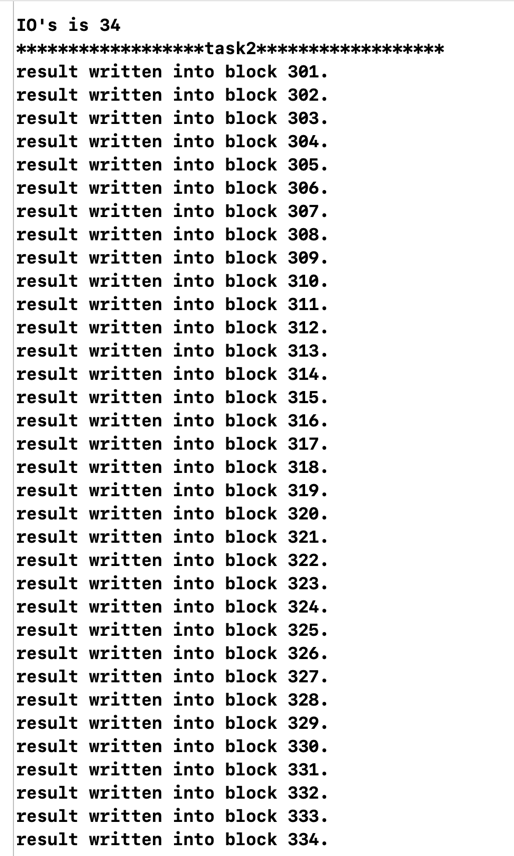 IO's is 34
******************task2******************
result written into block 301.
result written into block 302.
result written into block 303.
result written into block 304.
result written into block 305.
result written into block 306.
result written into block 307.
result written into block 308.
result written into block 309.
result written into block 310.
result written into block 311.
result written into block 312.
result written into block 313.
result written into block 314.
result written into block 315.
result written into block 316.
result written into block 317.
result written into block 318.
result written into block 319.
result written into block 320.
result written into block 321.
result written into block 322.
result written into block 323.
result written into block 324.
result written into block 325.
result written into block 326.
result written into block 327.
result written into block 328.
result written into block 329.
result written into block 330.
result written into block 331.
result written into block 332.
result written into block 333.
result written into block 334.